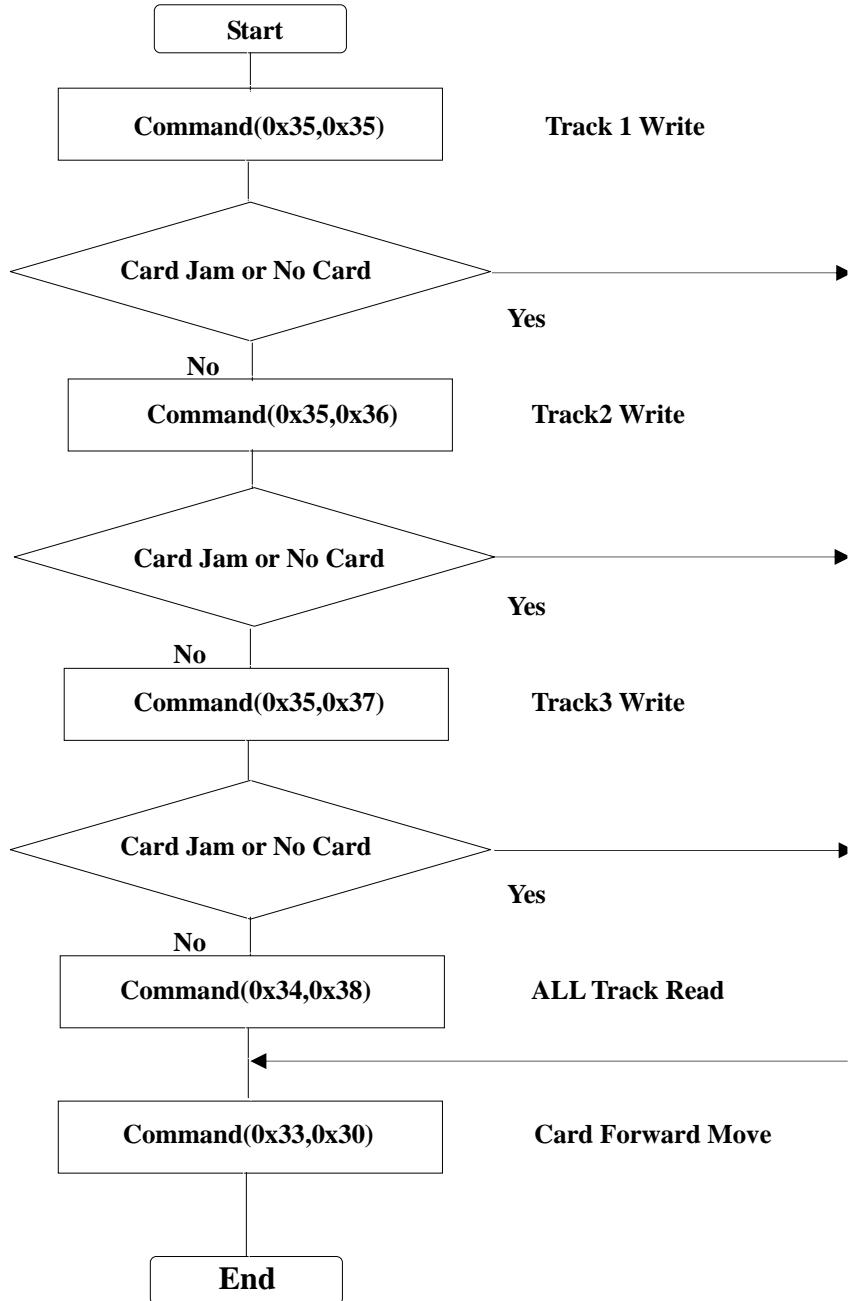 Start
Command(0x35,0x35)
Track 1 Write
Card Jam or No Card
Yes
No
Command(0x35,0x36)
Track2 Write
Card Jam or No Card
Yes
No
Command(0x35,0x37)
Track3 Write
Card Jam or No Card
Yes
No
Command(0x34,0x38)
ALL Track Read
Command(0x33,0x30)
Card Forward Move
End